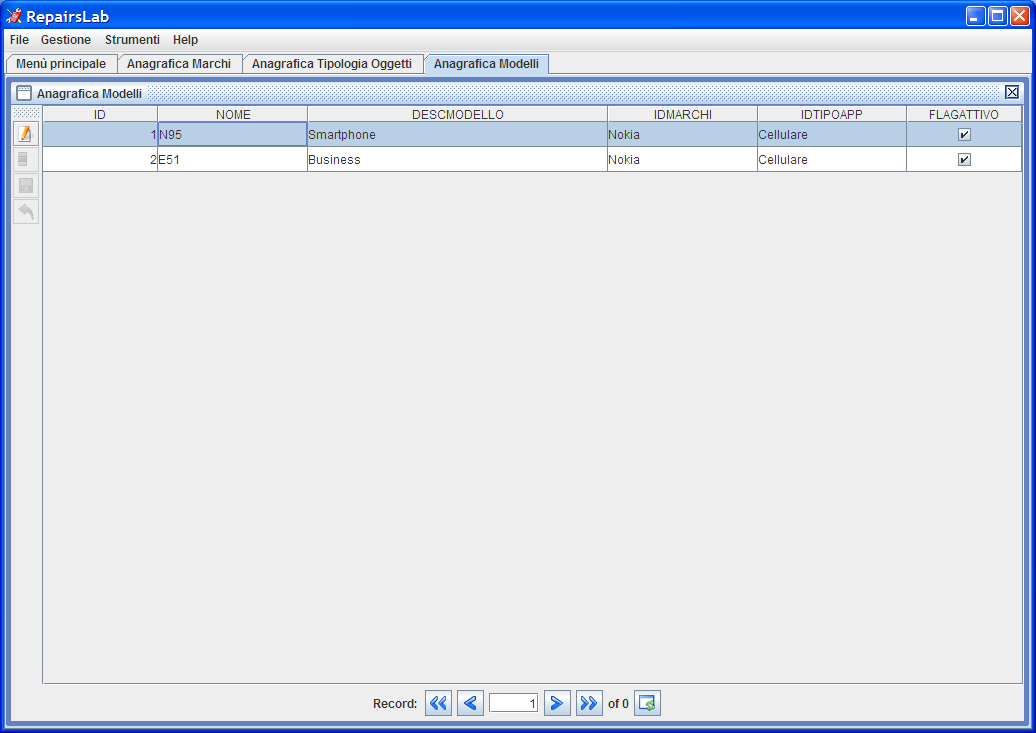 RepairsLab
File Gestione Strumenti Help
Menù principale Anagrafica Marchi Anagrafica Tipologia Oggetti Anagrafica Modelli
Anagrafica Modelli
ID NOME DESCMODELLO IDMARCHI IDTIPOAPP FLAGATTIVO
1 N95 Smartphone Nokia Cellulare
2 E51 Business Nokia Cellulare
Record: 1 of 0